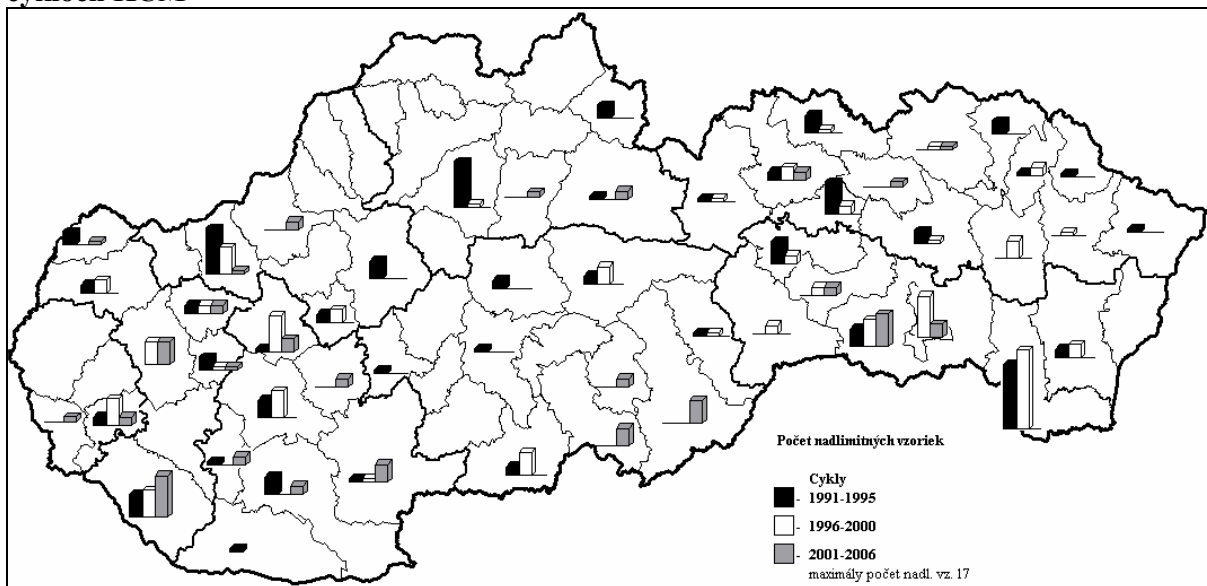 Počet nadlimitných vzoriek
Cykly
- 1991-1995
- 1996-2000
- 2001-2006
maximály počet nadl. vz. 17